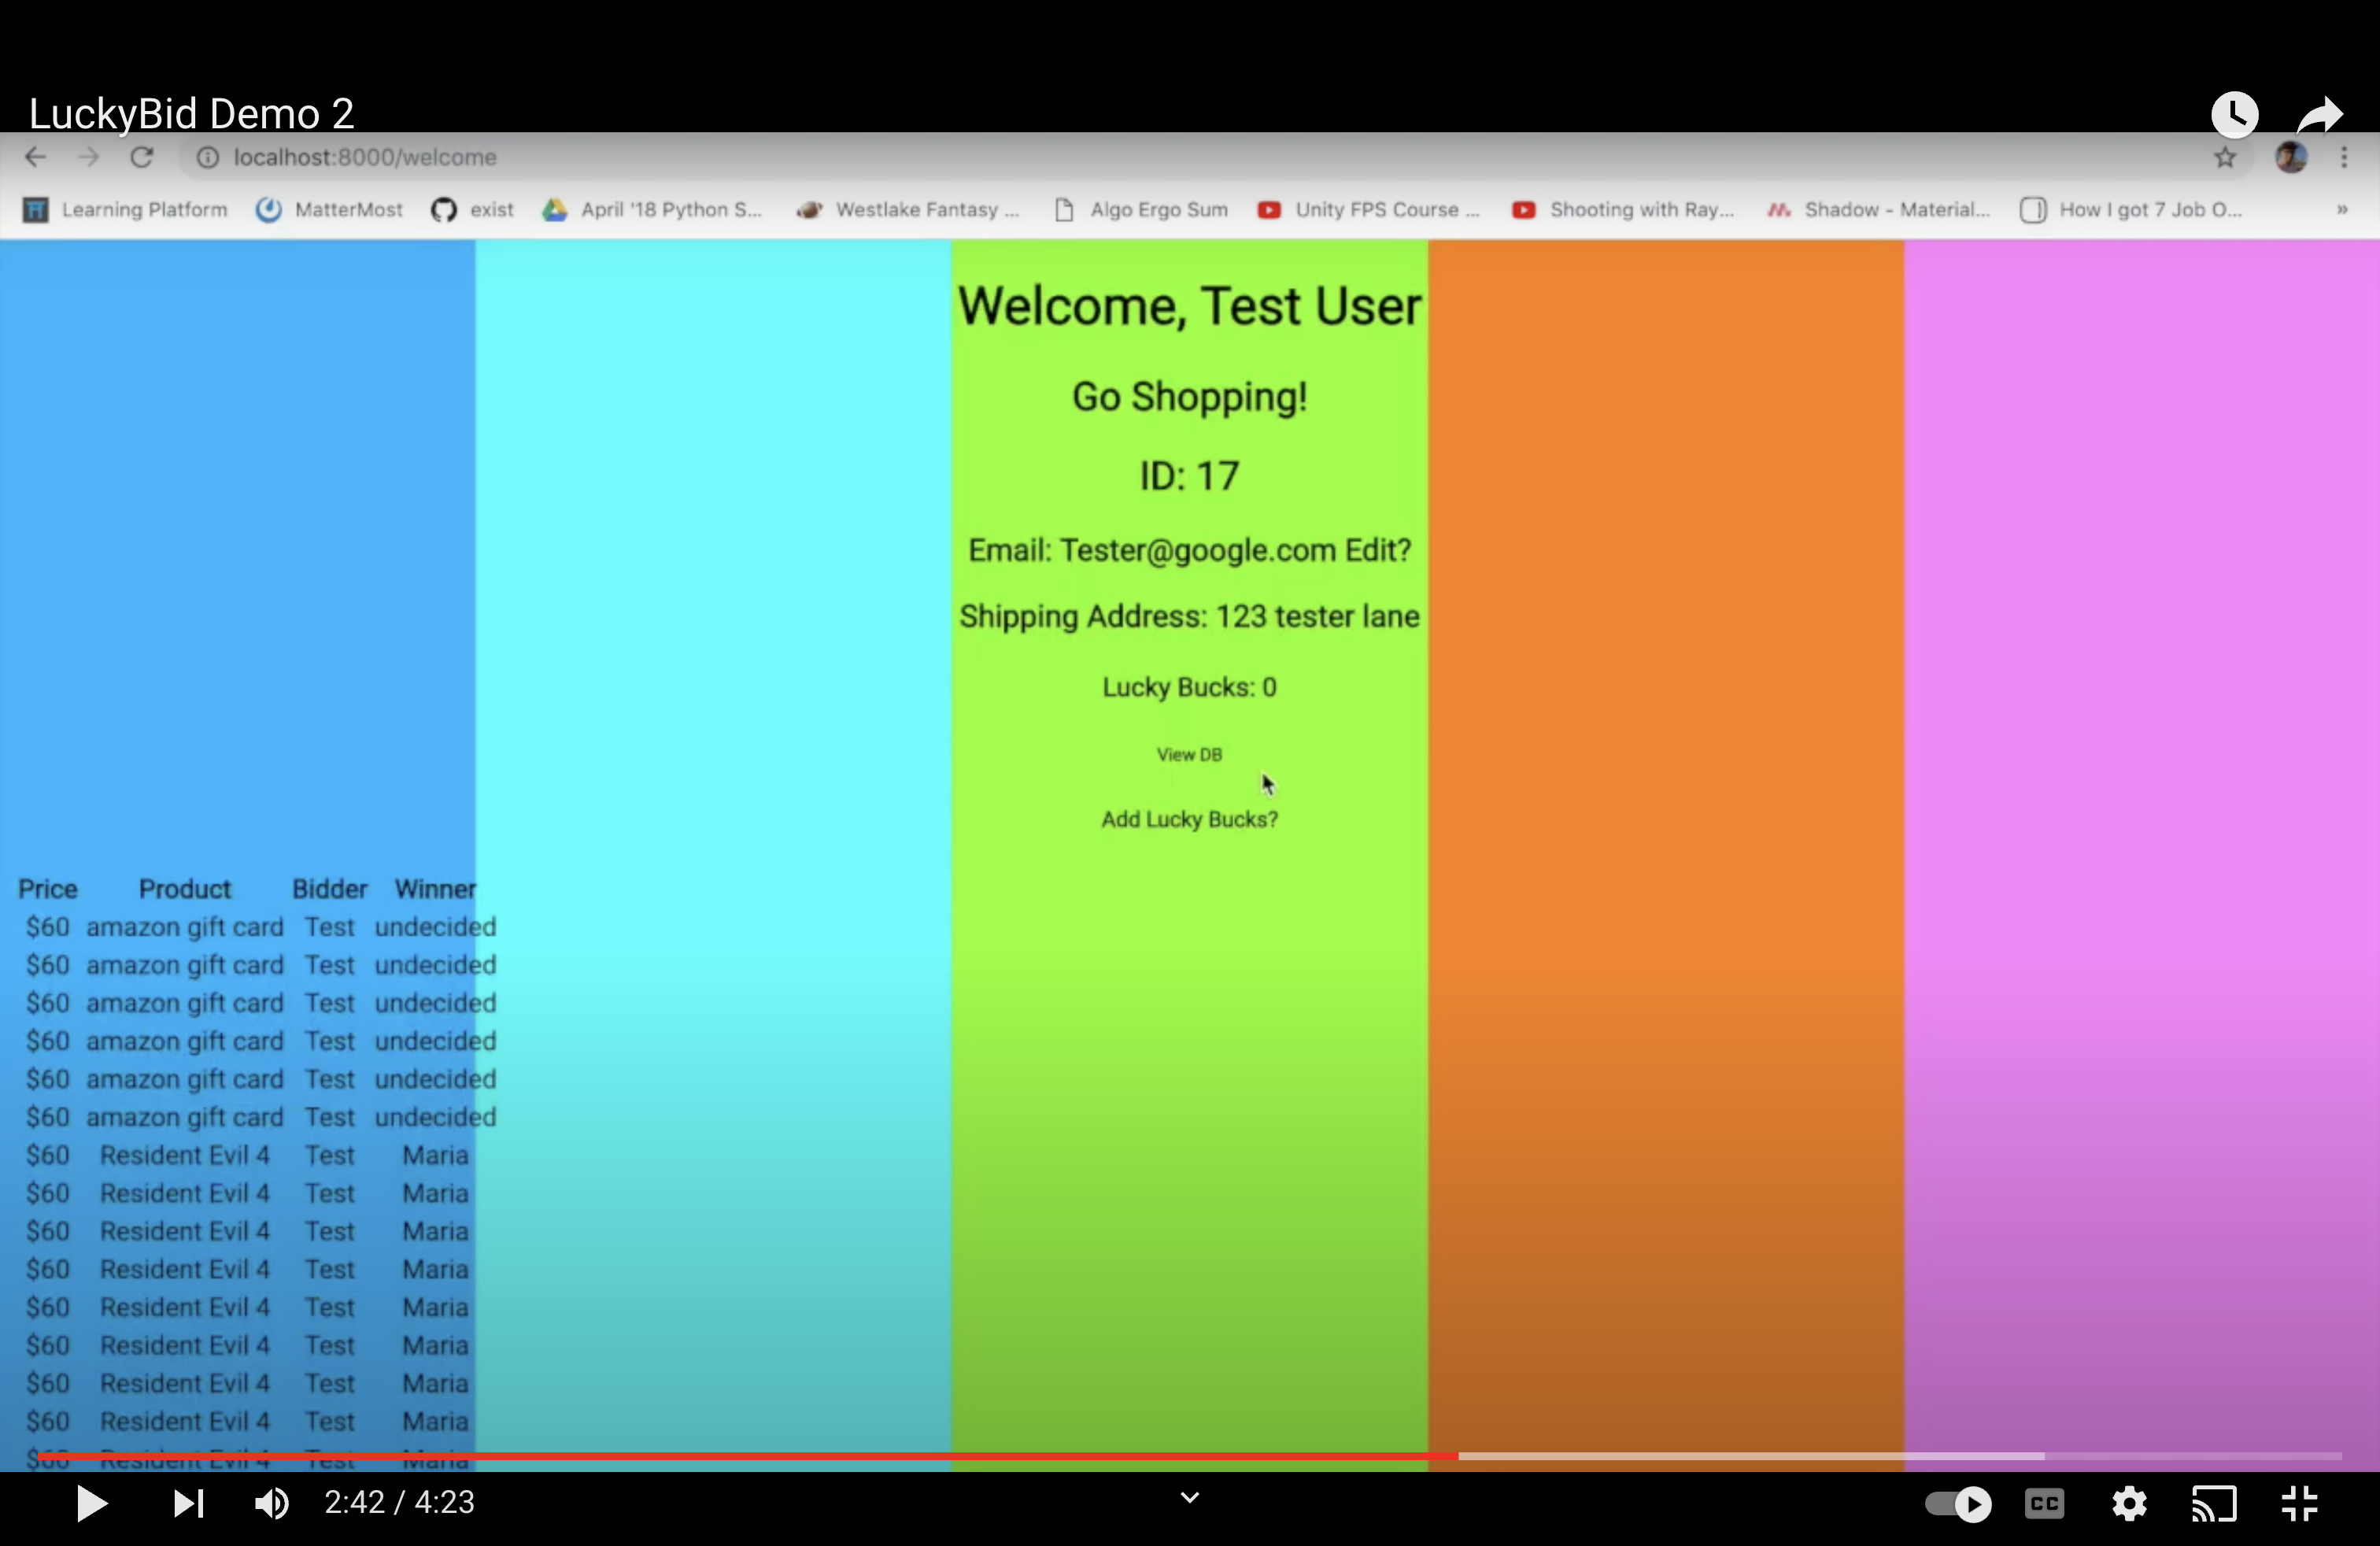 LuckyBid Demo 2
localhost:8000/welcome
Learning Platform MatterMost exist April '18 Python S... Westlake Fantasy ... Algo Ergo Sum Unity FPS Course ... Shooting with Ray... Shadow - Material... How I got 7 Job O... »
Welcome, Test User
Go Shopping!
ID: 17
Email: Tester@google.com Edit?
Shipping Address: 123 tester lane
Lucky Bucks: 0
View DB
Add Lucky Bucks?
Price Product Bidder Winner
$60 amazon gift card Test undecided
$60 amazon gift card Test undecided
$60 amazon gift card Test undecided
$60 amazon gift card Test undecided
$60 amazon gift card Test undecided
$60 amazon gift card Test undecided
$60 Resident Evil 4 Test Maria
$60 Resident Evil 4 Test Maria
$60 Resident Evil 4 Test Maria
$60 Resident Evil 4 Test Maria
$60 Resident Evil 4 Test Maria
$60 Resident Evil 4 Test Maria
$60 Resident Evil 4 Test Maria
$60 Resident Evil 4 Test Maria
$60 Resident Evil 4 Test Maria
2:42 / 4:23
CC